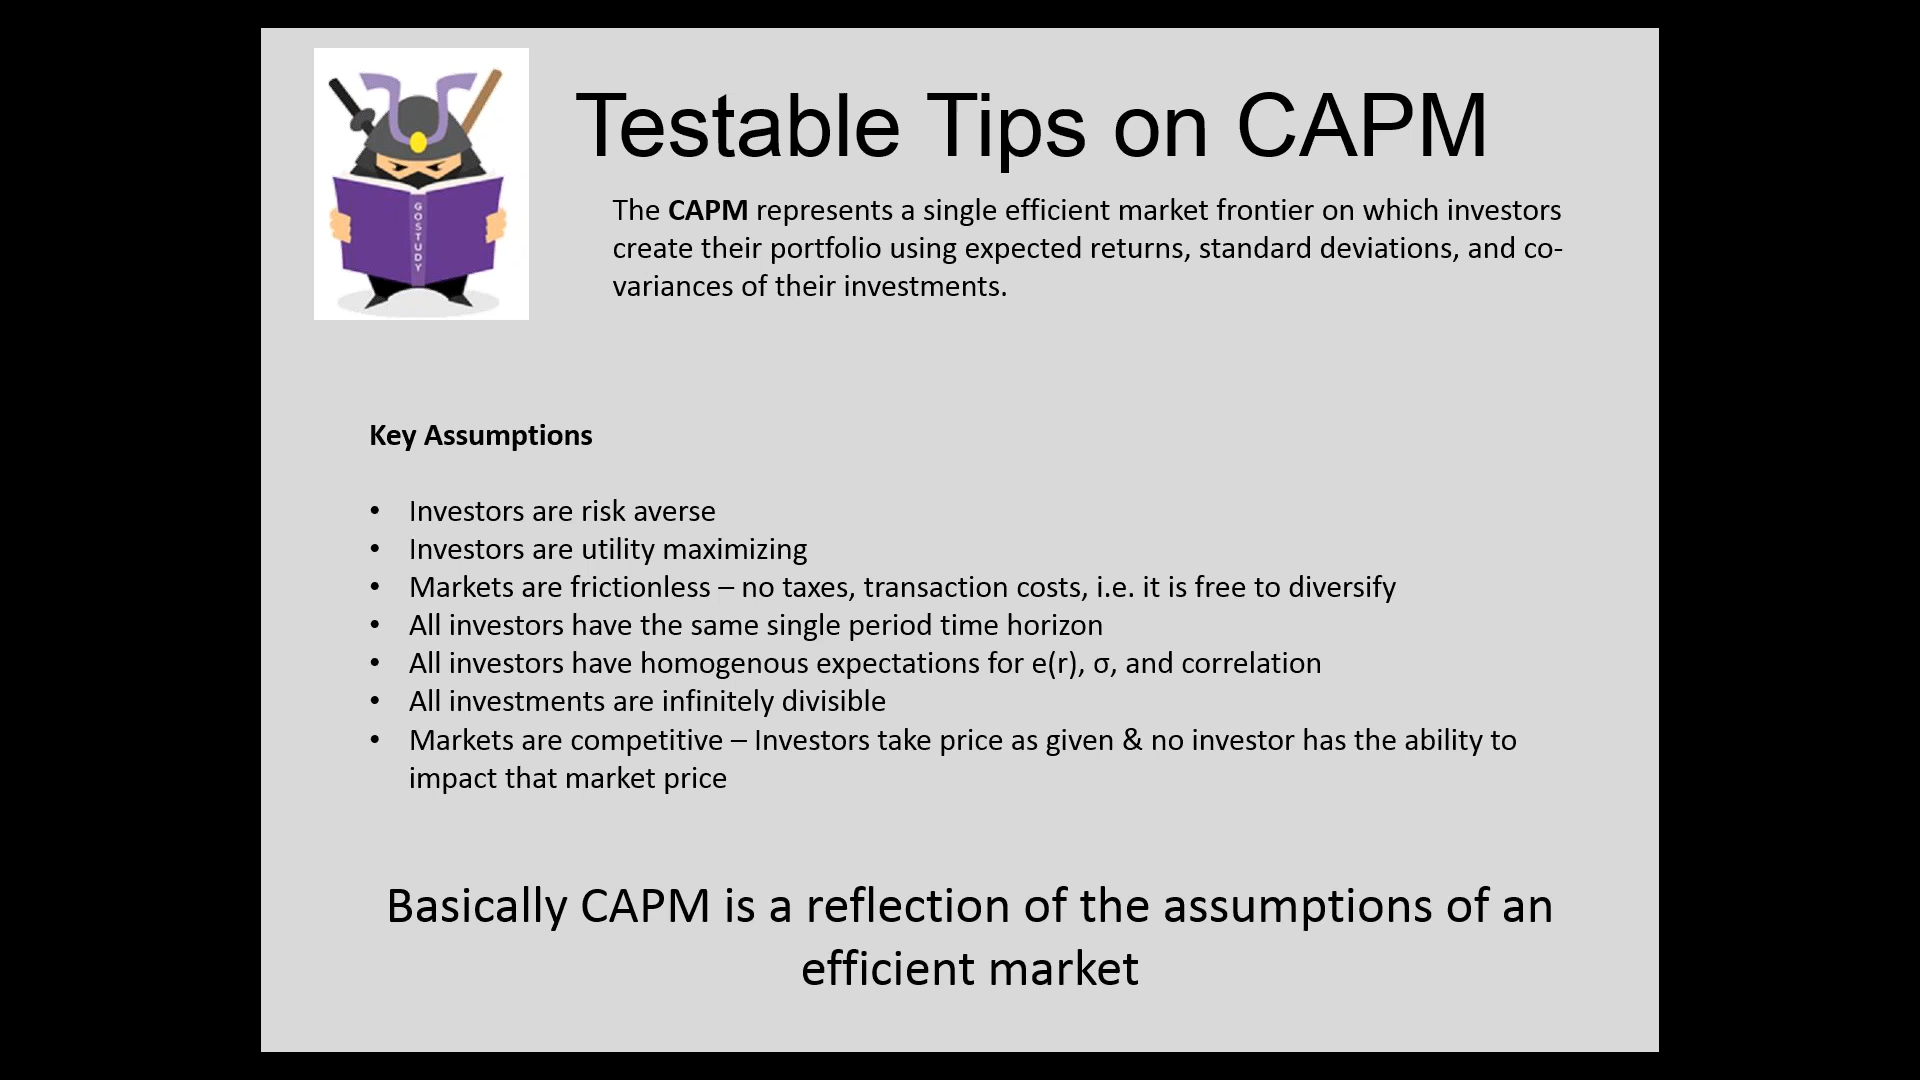 GOSTUDY
Testable Tips on CAPM
The CAPM represents a single efficient market frontier on which investors
create their portfolio using expected returns, standard deviations, and co-
variances of their investments.
Key Assumptions
• Investors are risk averse
• Investors are utility maximizing
• Markets are frictionless – no taxes, transaction costs, i.e. it is free to diversify
• All investors have the same single period time horizon
• All investors have homogenous expectations for e(r), σ, and correlation
• All investments are infinitely divisible
• Markets are competitive – Investors take price as given & no investor has the ability to
impact that market price
Basically CAPM is a reflection of the assumptions of an
efficient market